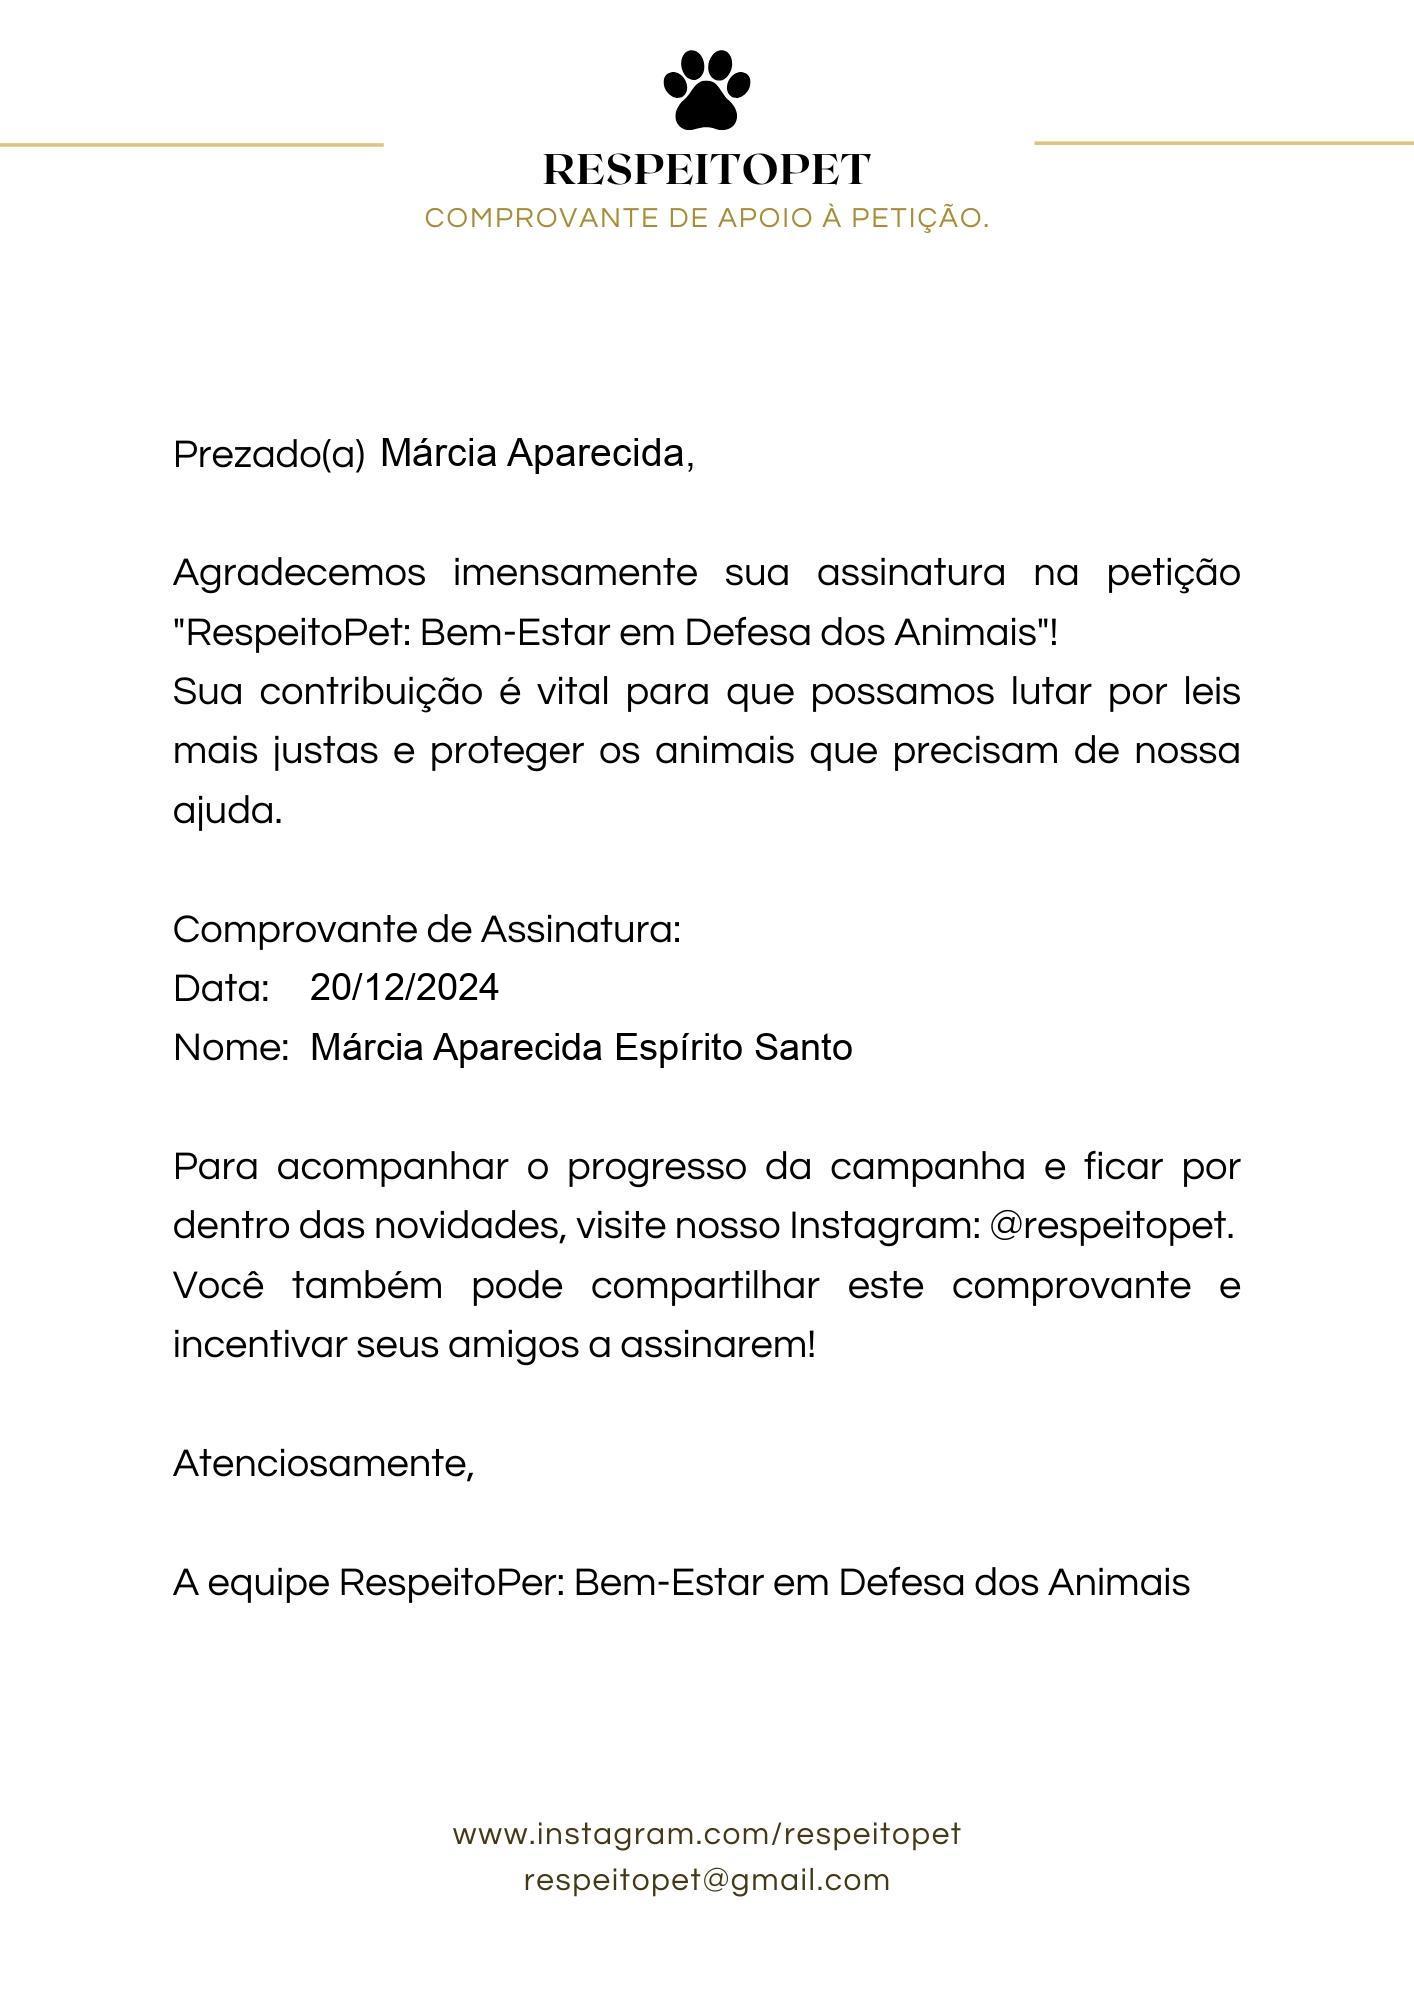 RESPEITOPET
COMPROVANTE DE APOIO À PETIÇÃO.
Prezado(a) Márcia Aparecida,
Agradecemos imensamente sua assinatura na petição
"RespeitoPet: Bem-Estar em Defesa dos Animais"!
Sua contribuição é vital para que possamos lutar por leis
mais justas e proteger os animais que precisam de nossa
ajuda.
Comprovante de Assinatura:
Data: 20/12/2024
Nome: Márcia Aparecida Espírito Santo
Para acompanhar o progresso da campanha e ficar por
dentro das novidades, visite nosso Instagram: @respeitopet.
Você também pode compartilhar este comprovante e
incentivar seus amigos a assinarem!
Atenciosamente,
A equipe RespeitoPer: Bem-Estar em Defesa dos Animais
www.instagram.com/respeitopet
respeitopet@gmail.com